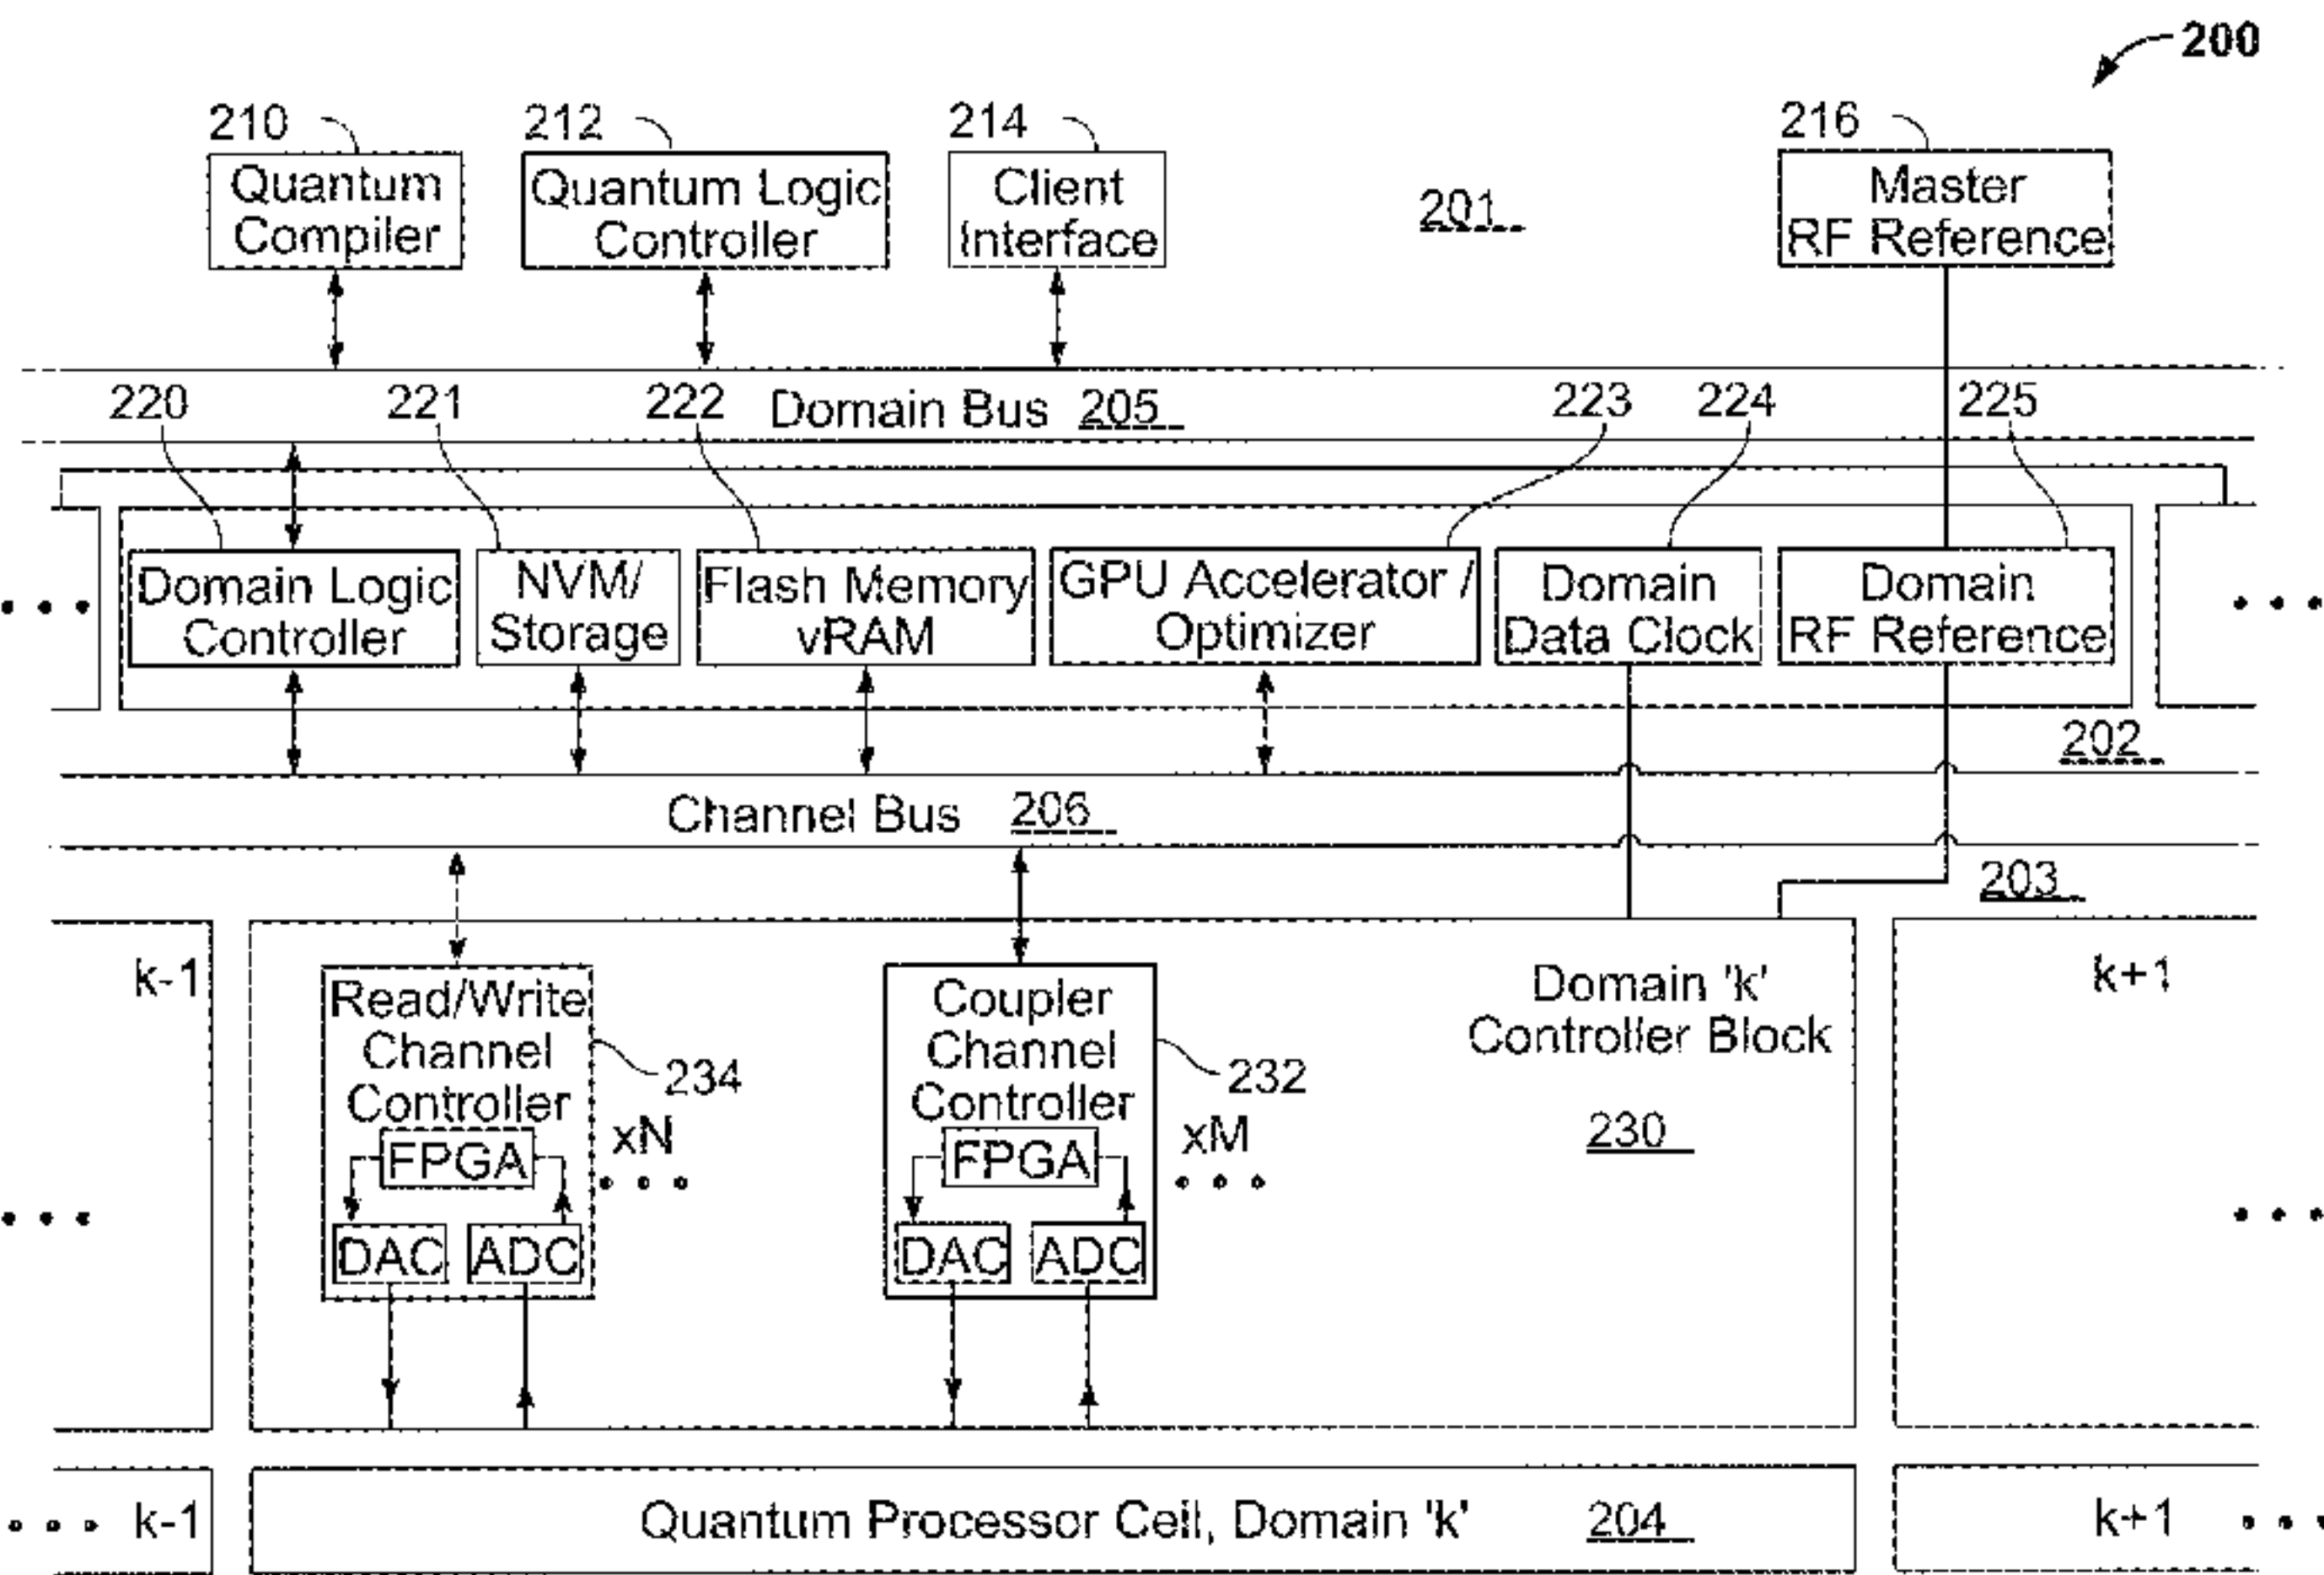 200
210
212
214
216
Quantum
Compiler
Quantum Logic
Controller
Client
Interface
201
Master
RF Reference
220
221
222
Domain Bus 205
223
224
225
Domain Logic
Controller
NVM/
Storage
Flash Memory
vRAM
GPU Accelerator /
Optimizer
Domain
Data Clock
Domain
RF Reference
202
Channel Bus 206
203
k-1
Read/Write
Channel
Controller
FPGA
DAC
ADC
234
xN
Coupler
Channel
Controller
FPGA
DAC
ADC
232
xM
Domain 'k'
Controller Block
230
k+1
k-1
Quantum Processor Cell, Domain 'k' 204
k+1